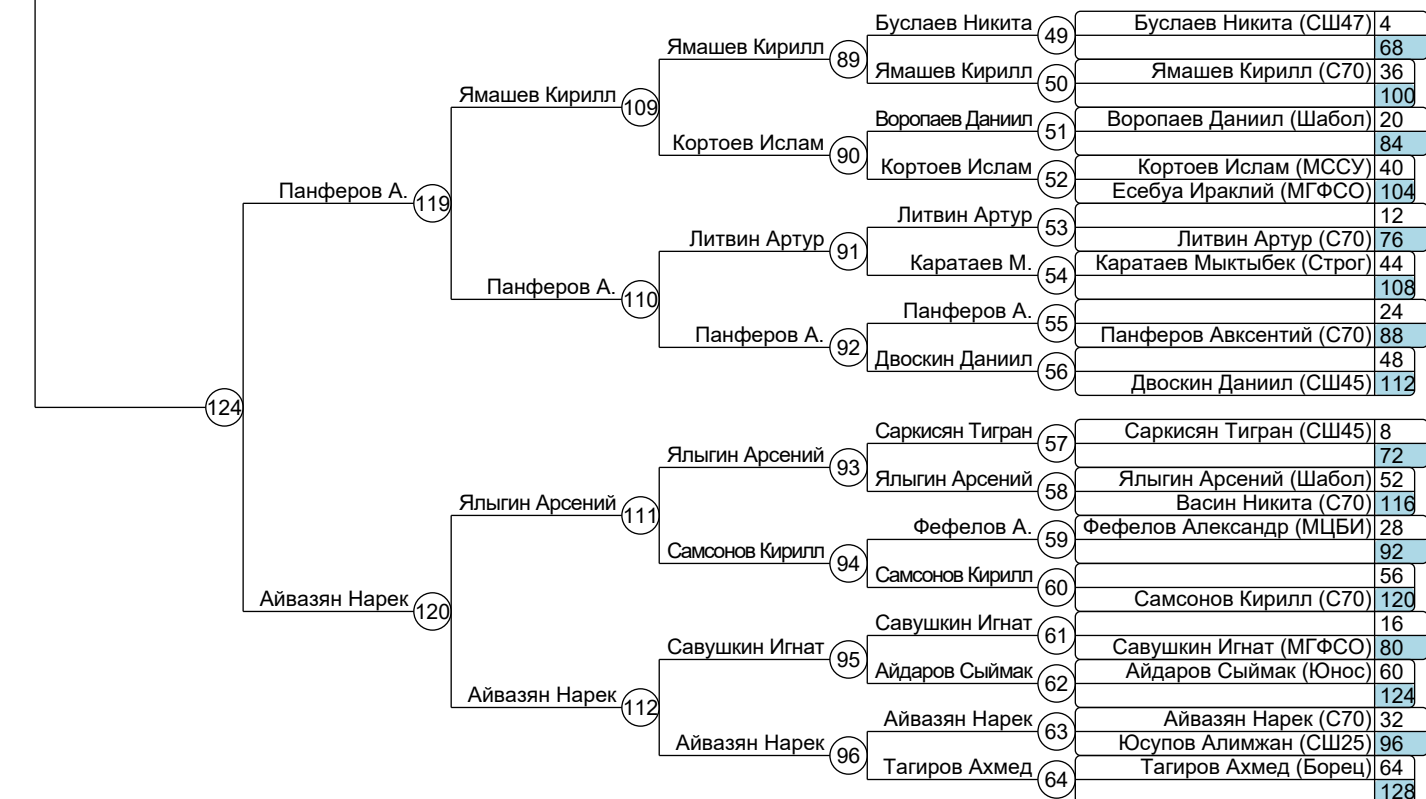 Буслаев Никита 49 Буслаев Никита (СШ47) 4
Ямашев Кирилл 89 68
Ямашев Кирилл 50 Ямашев Кирилл (С70) 36
Ямашев Кирилл 109 100
Воропаев Даниил 51 Воропаев Даниил (Шабол) 20
Кортоев Ислам 90 84
Кортоев Ислам 52 Кортоев Ислам (МССУ) 40
Панферов А. 119 Есебуа Ираклий (МГФСО) 104
Литвин Артур 53 12
Литвин Артур 91 Литвин Артур (С70) 76
Каратаев М. 54 Каратаев Мыктыбек (Строг) 44
Панферов А. 110 108
Панферов А. 55 24
Панферов А. 92 Панферов Авксентий (С70) 88
Двоскин Даниил 56 48
Двоскин Даниил (СШ45) 112
124
Саркисян Тигран 57 Саркисян Тигран (СШ45) 8
Ялыгин Арсений 93 72
Ялыгин Арсений 58 Ялыгин Арсений (Шабол) 52
Ялыгин Арсений 111 Васин Никита (С70) 116
Фефелов А. 59 Фефелов Александр (МЦБИ) 28
Самсонов Кирилл 94 92
Самсонов Кирилл 60 56
Айвазян Нарек 120 Самсонов Кирилл (С70) 120
Савушкин Игнат 61 16
Савушкин Игнат 95 Савушкин Игнат (МГФСО) 80
Айдаров Сыймак 62 Айдаров Сыймак (Юнос) 60
Айвазян Нарек 112 124
Айвазян Нарек 63 Айвазян Нарек (С70) 32
Айвазян Нарек 96 Юсупов Алимжан (СШ25) 96
Тагиров Ахмед 64 Тагиров Ахмед (Борец) 64
128